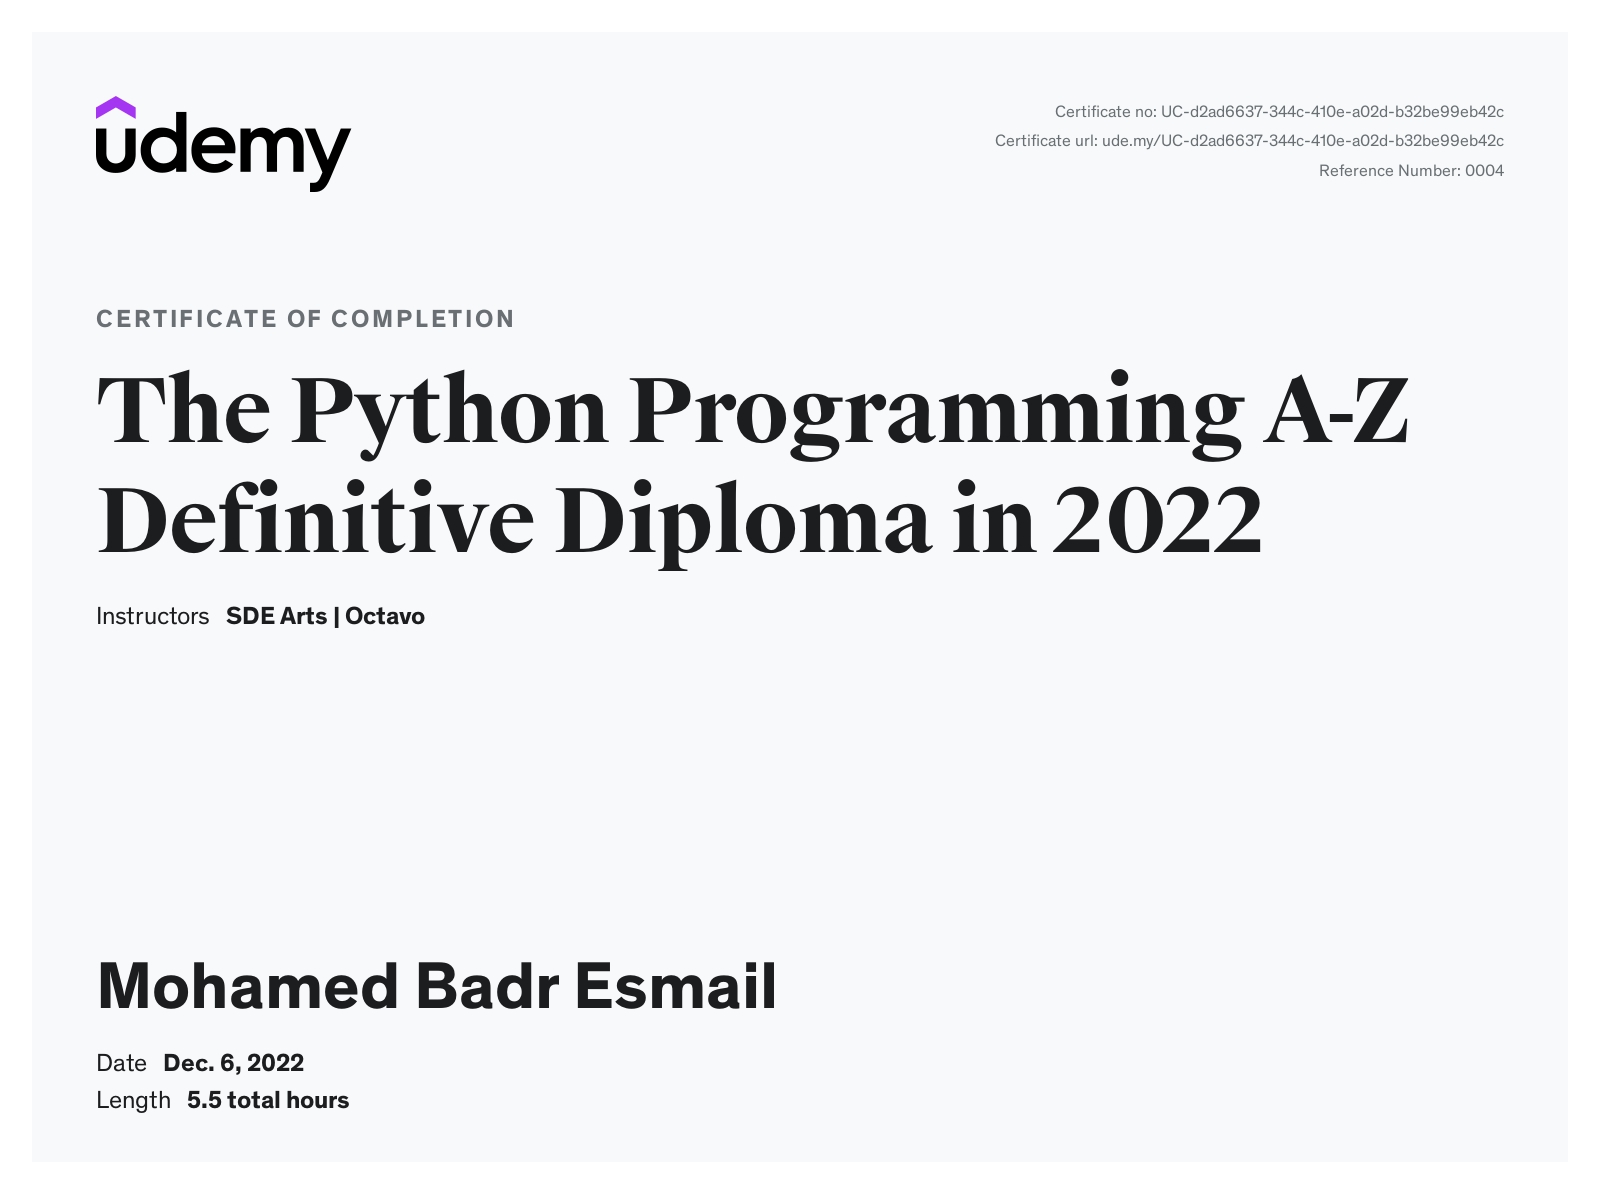 udemy
Certificate no: UC-d2ad6637-344c-410e-a02d-b32be99eb42c
Certificate url: ude.my/UC-d2ad6637-344c-410e-a02d-b32be99eb42c
Reference Number: 0004
CERTIFICATE OF COMPLETION
The Python Programming A-Z
Definitive Diploma in 2022
Instructors SDE Arts | Octavo
Mohamed Badr Esmail
Date Dec. 6, 2022
Length 5.5 total hours